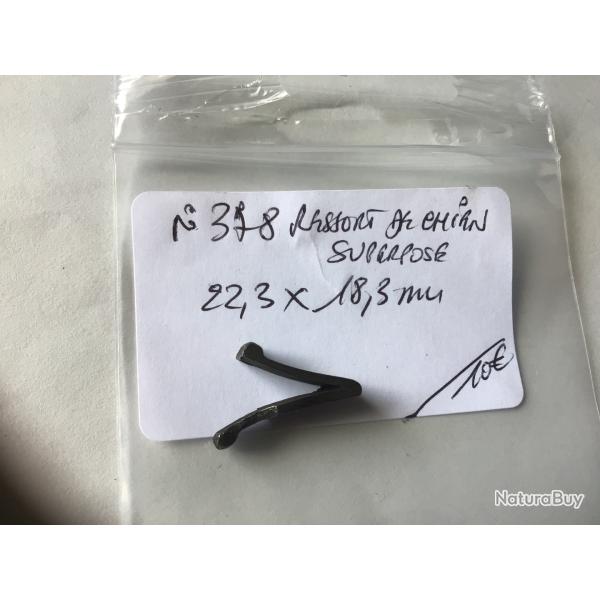 N° 378 RESSORT DE CHIEN
SUPERPOSE
22,3 x 18,3 mm
10€
NaturaBuy